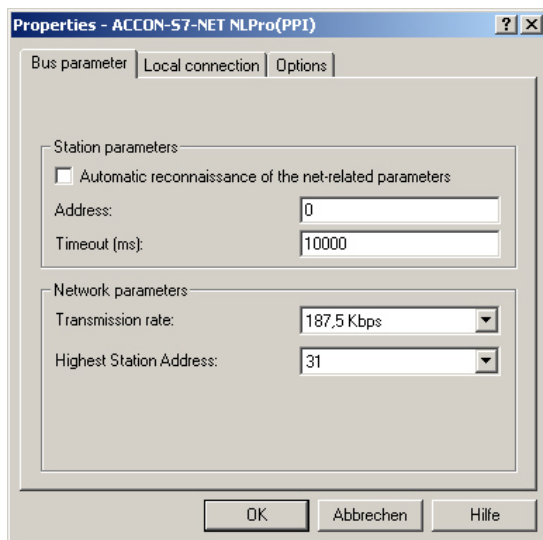 Properties - ACCON-S7-NET NLPro(PPI)
Bus parameter Local connection Options
Station parameters
Automatic reconnaissance of the net-related parameters
Address: 0
Timeout (ms): 10000
Network parameters
Transmission rate: 187,5 Kbps
Highest Station Address: 31
OK Abbrechen Hilfe